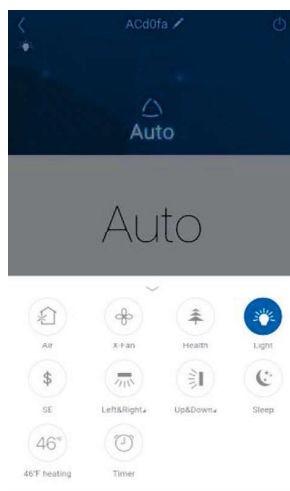 ACd0fa
Auto
Auto
Air X-Fan Health Light
$
SE Left&Right Up&Down Sleep
46°F
46°F heating Timer